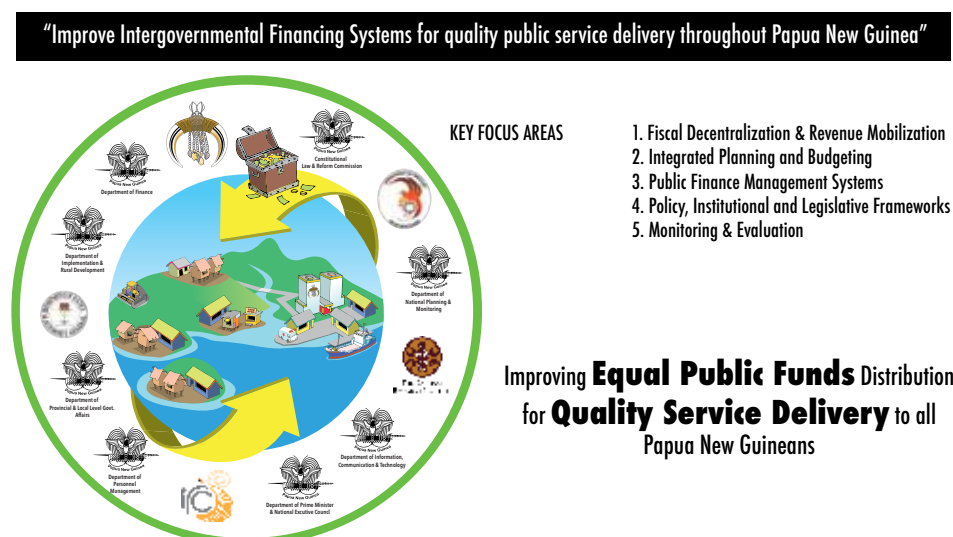 “Improve Intergovernmental Financing Systems for quality public service delivery throughout Papua New Guinea”
KEY FOCUS AREAS
1. Fiscal Decentralization & Revenue Mobilization
2. Integrated Planning and Budgeting
3. Public Finance Management Systems
4. Policy, Institutional and Legislative Frameworks
5. Monitoring & Evaluation
Improving Equal Public Funds Distribution
for Quality Service Delivery to all
Papua New Guineans
Constitutional
Law & Reform Commission
Department of Finance
Department of
Implementation &
Rural Development
Department of
National Planning &
Monitoring
Department of
Provincial & Local Level Govt.
Affairs
Department of
Personnel
Management
Department of Information,
Communication & Technology
Department of Prime Minister
& National Excutive Council